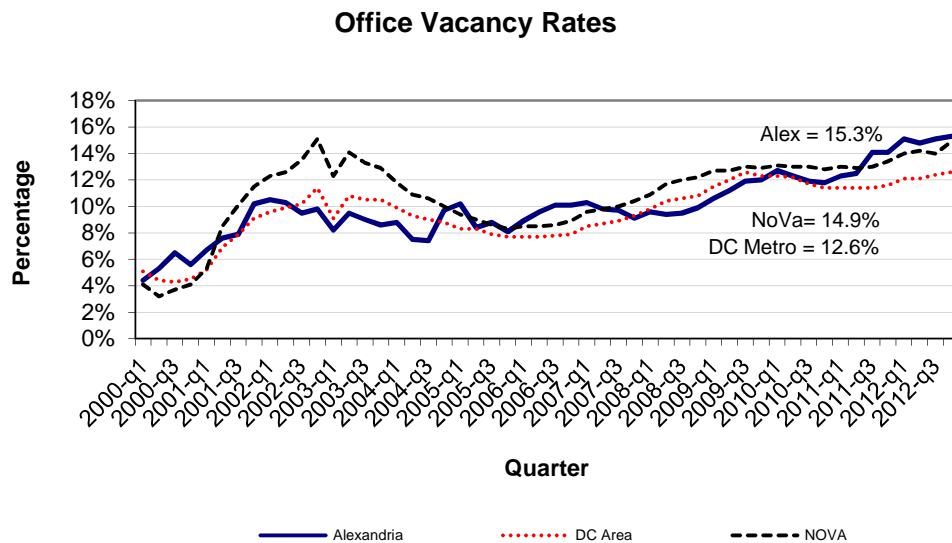 Office Vacancy Rates
Percentage
18%
16%
14%
12%
10%
8%
6%
4%
2%
0%
Alex = 15.3%
NoVa= 14.9%
DC Metro = 12.6%
2000-q1
2000-q3
2001-q1
2001-q3
2002-q1
2002-q3
2003-q1
2003-q3
2004-q1
2004-q3
2005-q1
2005-q3
2006-q1
2006-q3
2007-q1
2007-q3
2008-q1
2008-q3
2009-q1
2009-q3
2010-q1
2010-q3
2011-q1
2011-q3
2012-q1
2012-q3
Quarter
Alexandria
DC Area
NOVA